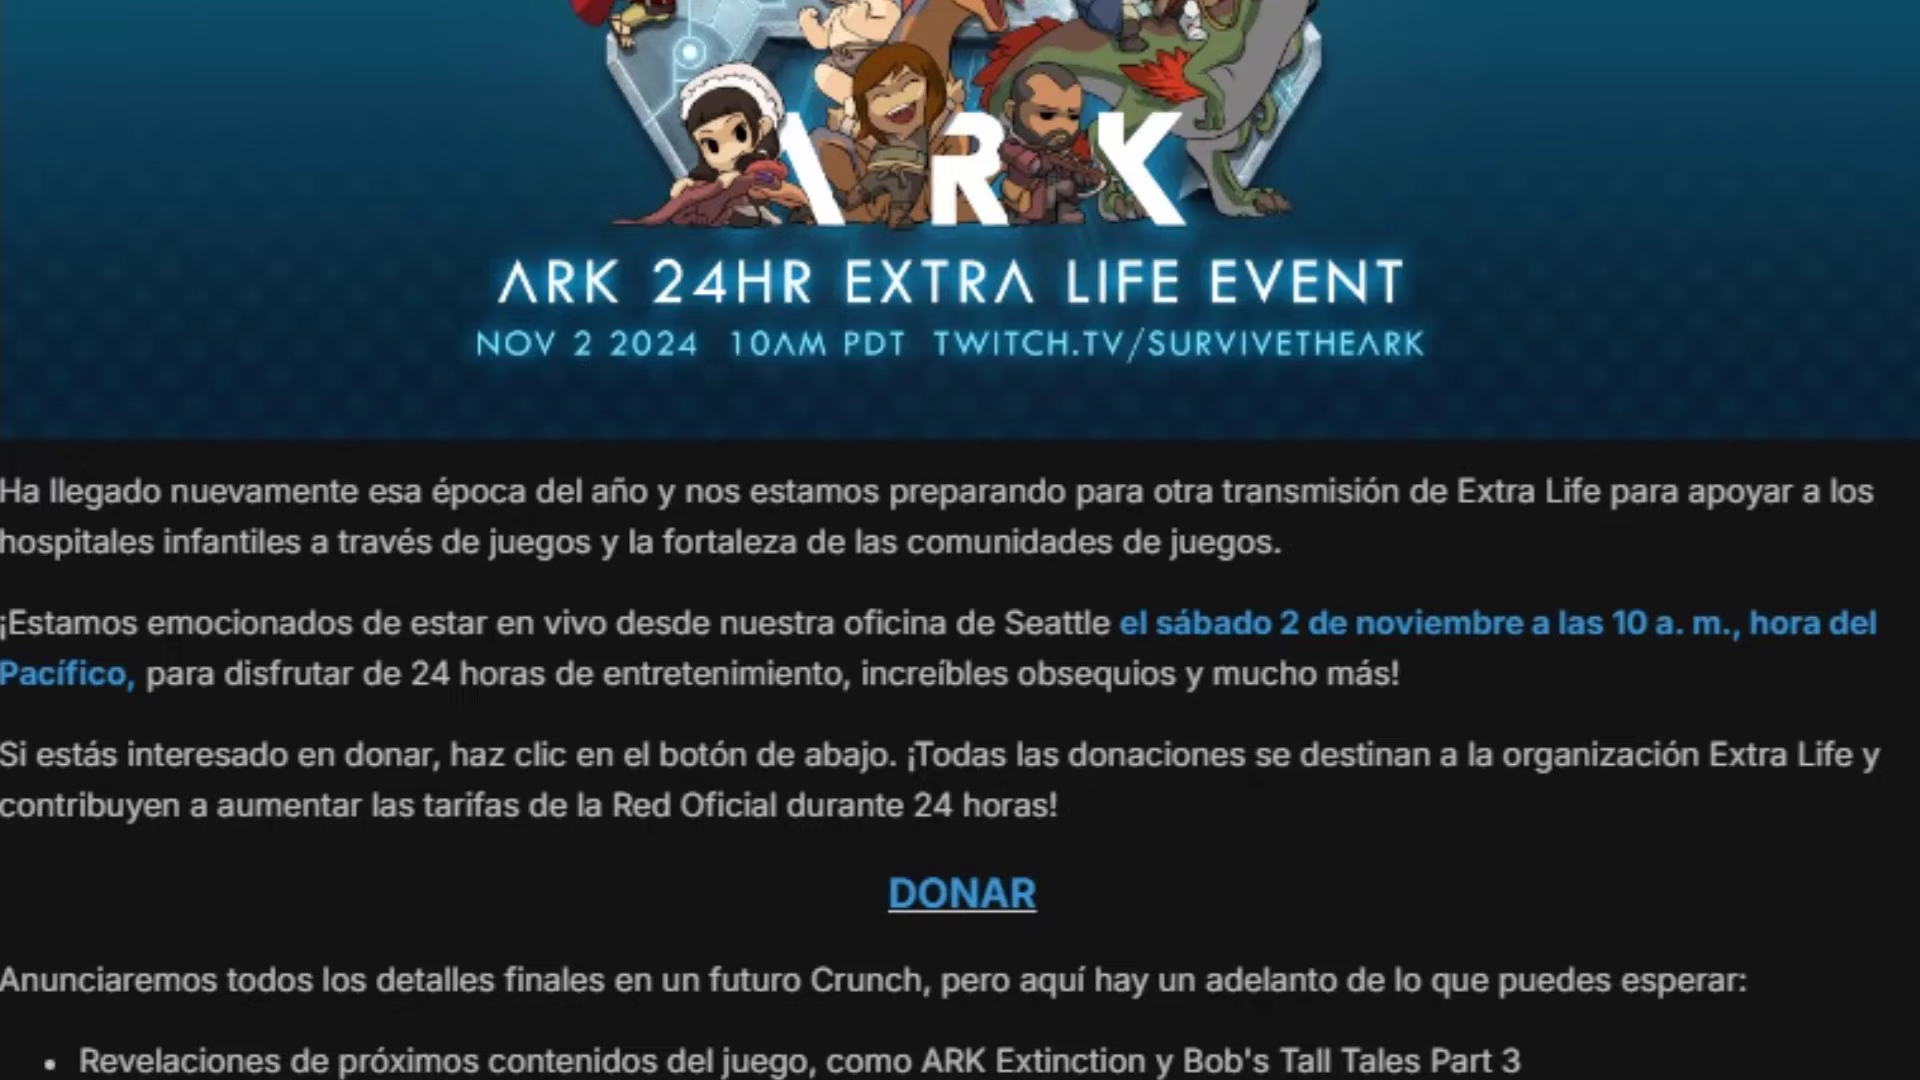 ARK
ARK 24HR EXTRA LIFE EVENT
NOV 2 2024 10AM PDT TWITCH.TV/SURVIVETHEARK
Ha llegado nuevamente esa época del año y nos estamos preparando para otra transmisión de Extra Life para apoyar a los
hospitales infantiles a través de juegos y la fortaleza de las comunidades de juegos.
¡Estamos emocionados de estar en vivo desde nuestra oficina de Seattle el sábado 2 de noviembre a las 10 a. m., hora del
Pacífico, para disfrutar de 24 horas de entretenimiento, increíbles obsequios y mucho más!
Si estás interesado en donar, haz clic en el botón de abajo. ¡Todas las donaciones se destinan a la organización Extra Life y
contribuyen a aumentar las tarifas de la Red Oficial durante 24 horas!
DONAR
Anunciaremos todos los detalles finales en un futuro Crunch, pero aquí hay un adelanto de lo que puedes esperar:
• Revelaciones de próximos contenidos del juego, como ARK Extinction y Bob's Tall Tales Part 3